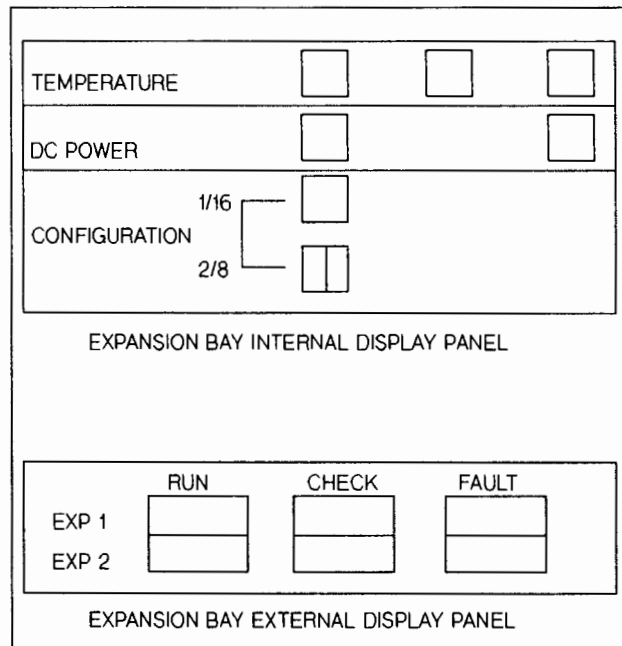 TEMPERATURE
DC POWER
1/16
CONFIGURATION
2/8
EXPANSION BAY INTERNAL DISPLAY PANEL
RUN CHECK FAULT
EXP 1
EXP 2
EXPANSION BAY EXTERNAL DISPLAY PANEL